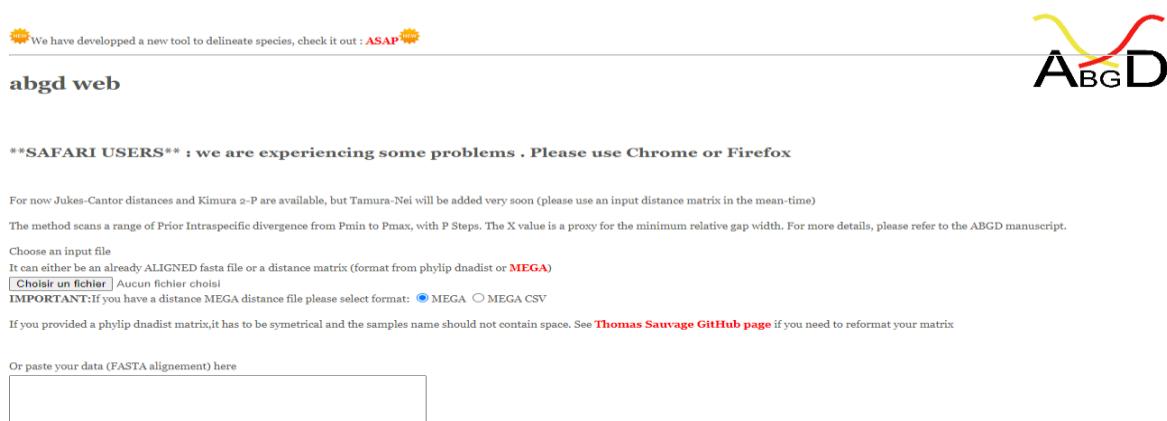 NEW We have developped a new tool to delineate species, check it out : ASAP NEW
ABGD
abgd web
**SAFARI USERS** : we are experiencing some problems . Please use Chrome or Firefox
For now Jukes-Cantor distances and Kimura 2-P are available, but Tamura-Nei will be added very soon (please use an input distance matrix in the mean-time)
The method scans a range of Prior Intraspecific divergence from Pmin to Pmax, with P Steps. The X value is a proxy for the minimum relative gap width. For more details, please refer to the ABGD manuscript.
Choose an input file
It can either be an already ALIGNED fasta file or a distance matrix (format from phylip dnadist or MEGA)
Choisir un fichier Aucun fichier choisi
IMPORTANT:If you have a distance MEGA distance file please select format: MEGA MEGA CSV
If you provided a phylip dnadist matrix,it has to be symetrical and the samples name should not contain space. See Thomas Sauvage GitHub page if you need to reformat your matrix
Or paste your data (FASTA alignement) here